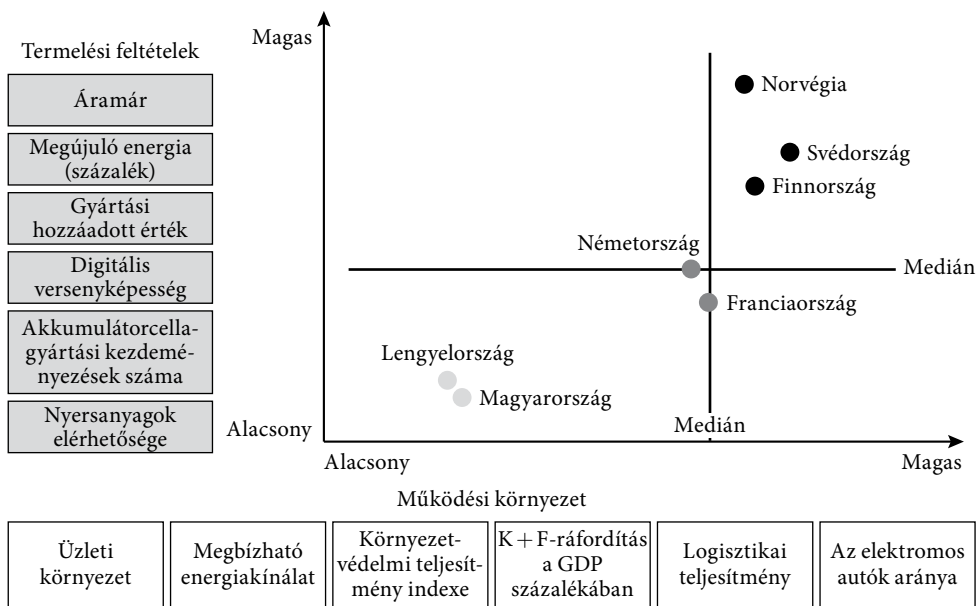 Termelési feltételek
Áramár
Megújuló energia
(százalék)
Gyártási
hozzáadott érték
Digitális
versenyképesség
Akkumulátorcella-
gyártási kezdemé-
nyezések száma
Nyersanyagok
elérhetősége
Magas
Norvégia
Svédország
Finnország
Németország
Medián
Franciaország
Lengyelország
Magyarország
Medián
Alacsony
Alacsony
Magas
Működési környezet
Üzleti
környezet
Megbízható
energiakínálat
Környezet-
védelmi teljesít-
mény indexe
K + F-ráfordítás
a GDP
százalékában
Logisztikai
teljesítmény
Az elektromos
autók aránya